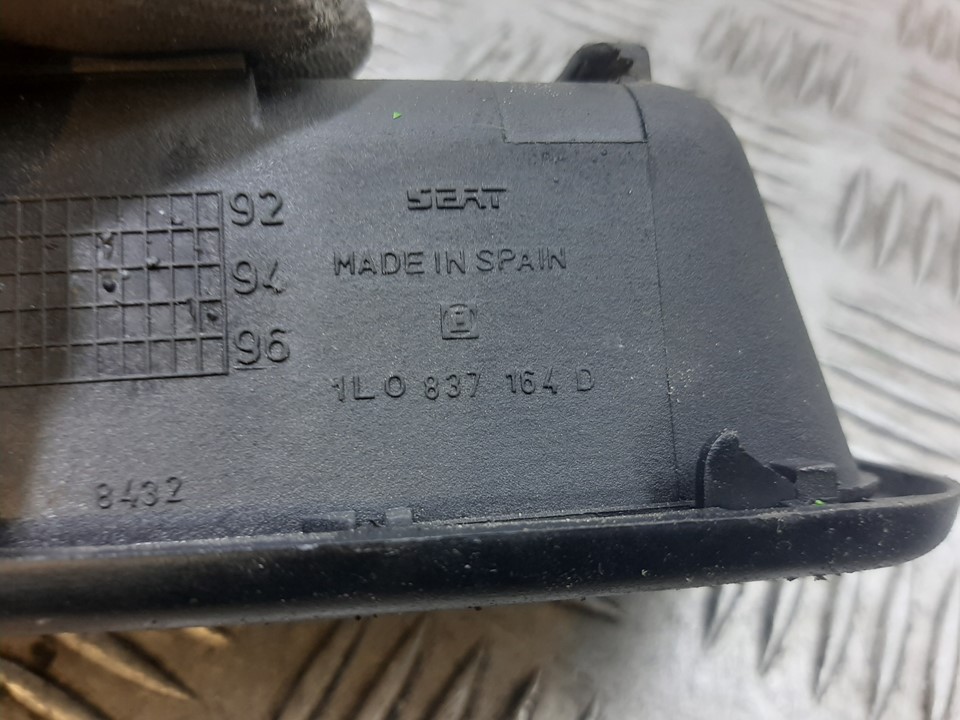 92
94
96
SEAT
MADE IN SPAIN
1L0 837 164 D
8432